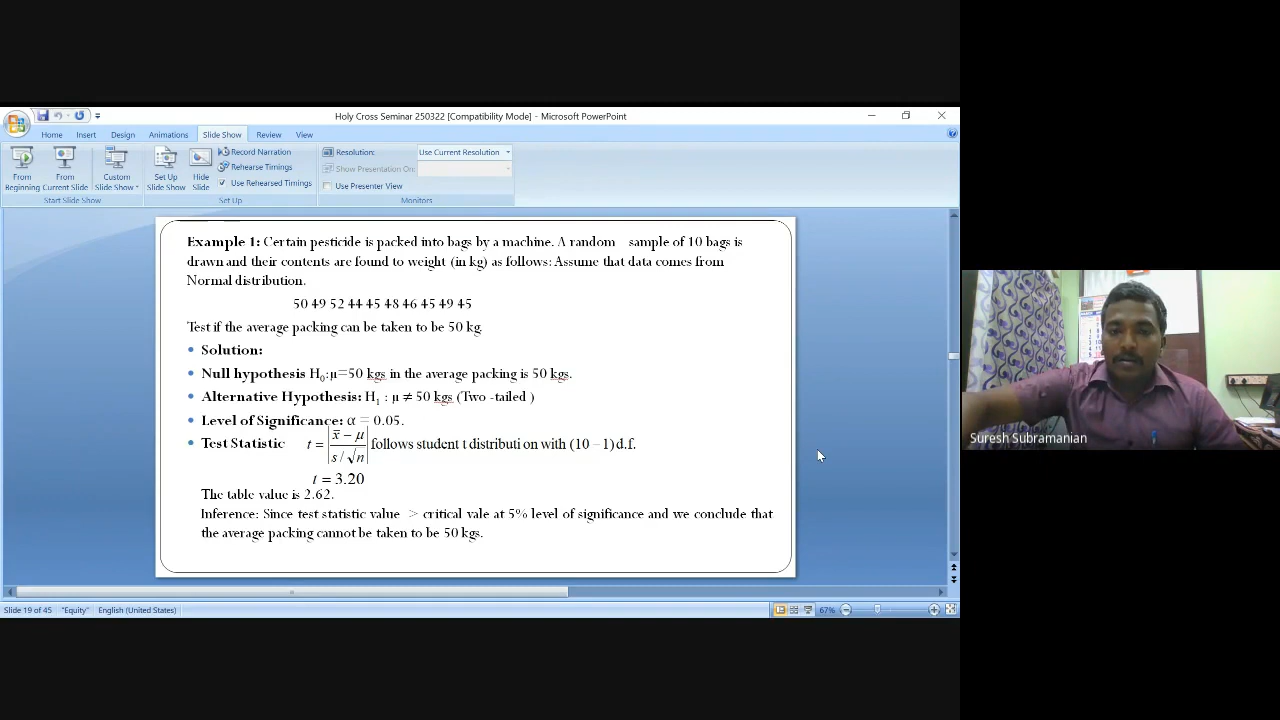 Holy Cross Seminar 250322 [Compatibility Mode] - Microsoft PowerPoint
Home Insert Design Animations Slide Show Review View
From Beginning
From Current Slide
Custom Slide Show
Set Up Slide Show
Hide Slide
Record Narration
Rehearse Timings
Use Rehearsed Timings
Resolution: Use Current Resolution
Show Presentation On:
Use Presenter View
Start Slide Show Set Up Monitors
Example 1: Certain pesticide is packed into bags by a machine. A random sample of 10 bags is
drawn and their contents are found to weight (in kg) as follows: Assume that data comes from
Normal distribution.
50 49 52 44 45 48 46 45 49 45
Test if the average packing can be taken to be 50 kg.
• Solution:
• Null hypothesis H₀:μ=50 kgs in the average packing is 50 kgs.
• Alternative Hypothesis: H₁ : μ ≠ 50 kgs (Two -tailed )
• Level of Significance: α = 0.05.
• Test Statistic t = |(x̄ − μ) / (s / √n)| follows student t distributi on with (10 – 1) d.f.
t = 3.20
The table value is 2.62.
Inference: Since test statistic value > critical vale at 5% level of significance and we conclude that
the average packing cannot be taken to be 50 kgs.
Suresh Subramanian
Slide 19 of 45 "Equity" English (United States) 67%